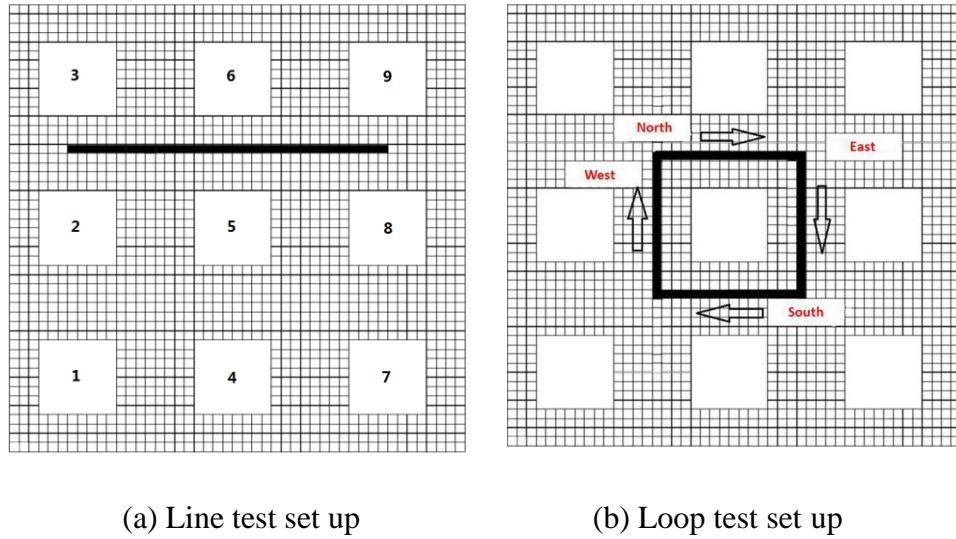 3 6 9
2 5 8
1 4 7
North
East
West
South
(a) Line test set up
(b) Loop test set up